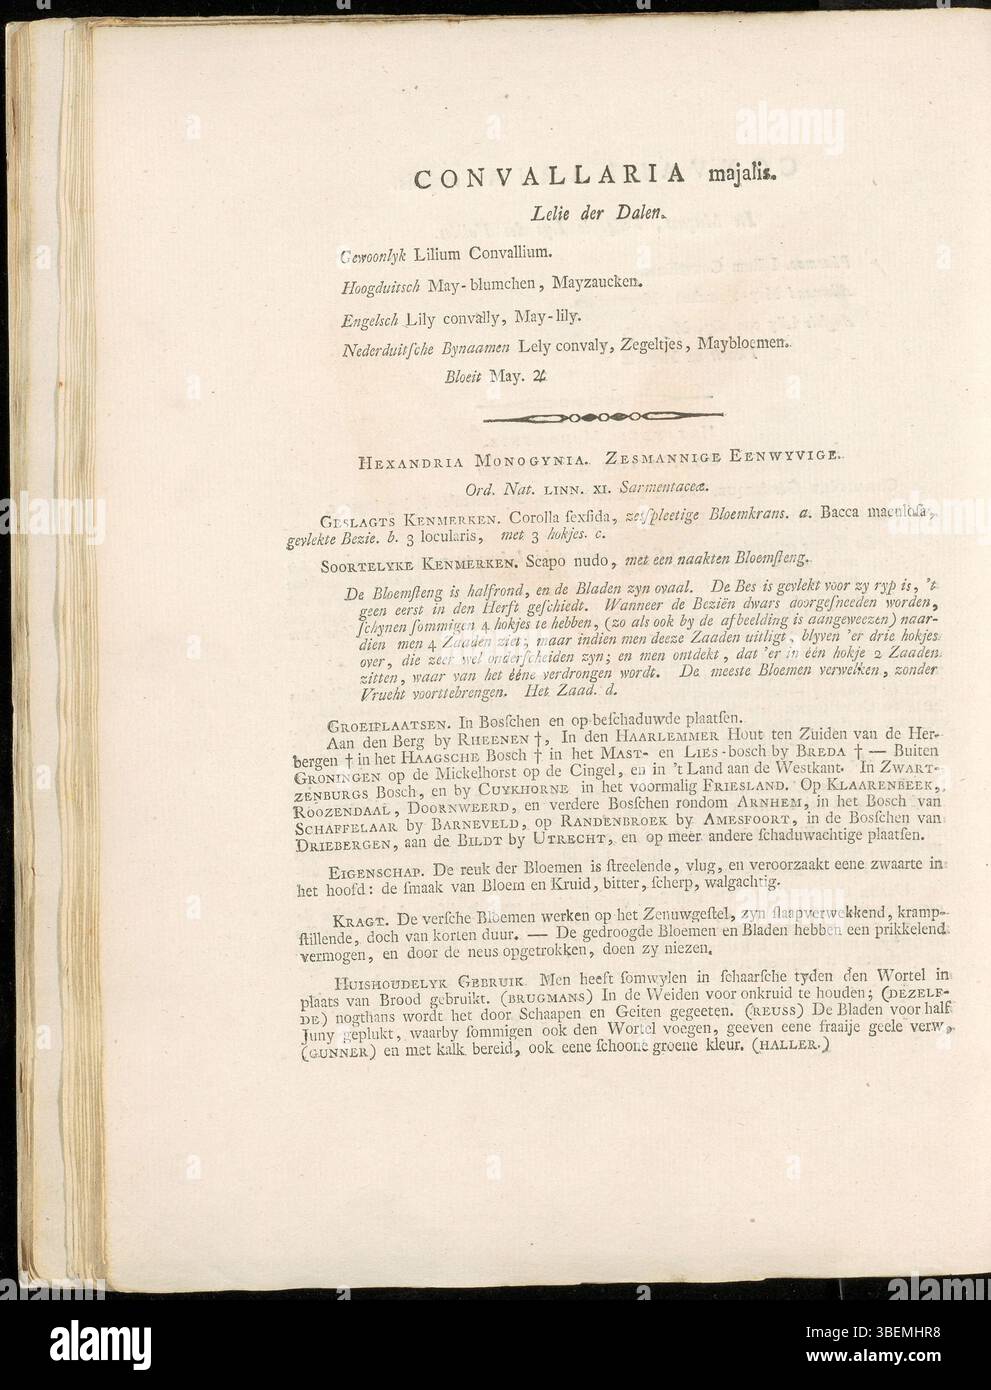 CONVALLARIA majalis.
Lelie der Dalen.
Gewoonlyk Lilium Convallium.
Hoogduitsch May-blumchen, Mayzaucken.
Engelsch Lily convally, May-lily.
Nederduitſche Bynaamen Lely convaly, Zegeltjes, Maybloemen.
Bloeit May. ♃
HEXANDRIA MONOGYNIA. ZESMANNIGE EENWYVIGE.
Ord. Nat. LINN. XI. Sarmentaceæ.
GESLAGTS KENMERKEN. Corolla ſexfida, zeſſpleetige Bloemkrans. a. Bacca maculoſa,
gevlekte Bezie. b. 3 locularis, met 3 hokjes. c.
SOORTELYKE KENMERKEN. Scapo nudo, met een naakten Bloemſteng.
De Bloemſteng is halfrond, en de Bladen zyn ovaal. De Bes is gevlekt voor zy ryp is, 't
geen eerst in den Herfſt geſchiedt. Wanneer de Beziën dwars doorgeſneeden worden,
ſchynen ſommigen 4 hokjes te hebben, (zo als ook by de afbeelding is aangeweezen) naar-
dien men 4 Zaaden ziet; maar indien men deeze Zaaden uitligt, blyven 'er drie hokjes
over, die zeer wel onderſcheiden zyn; en men ontdekt, dat 'er in één hokje 2 Zaaden
zitten, waar van het ééne verdrongen wordt. De meeste Bloemen verwelken, zonder
Vrucht voorttebrengen. Het Zaad. d.
GROEIPLAATSEN. In Bosſchen en op beſchaduwde plaatſen.
Aan den Berg by RHEENEN †, In den HAARLEMMER Hout ten Zuiden van de Her-
bergen † in het HAAGSCHE Bosch † in het MAST- en LIES-bosch by BREDA † — Buiten
GRONINGEN op de Mickelhorst op de Cingel, en in 't Land aan de Westkant. In ZWART-
ZENBURGS Bosch, en by CUYKHORNE in het voormalig FRIESLAND. Op KLAARENBEEK,
ROOZENDAAL, DOORNWEERD, en verdere Bosſchen rondom ARNHEM, in het Bosch van
SCHAFFELAAR by BARNEVELD, op RANDENBROEK by AMESFOORT, in de Bosſchen van
DRIEBERGEN, aan de BILDT by UTRECHT, en op meer andere ſchaduwachtige plaatſen.
EIGENSCHAP. De reuk der Bloemen is ſtreelende, vlug, en veroorzaakt eene zwaarte in
het hoofd: de ſmaak van Bloem en Kruid, bitter, ſcherp, walgachtig.
KRAGT. De verſche Bloemen werken op het Zenuwgeſtel, zyn ſlaapverwekkend, kramp-
ſtillende, doch van korten duur. — De gedroogde Bloemen en Bladen hebben een prikkelend
vermogen, en door de neus opgetrokken, doen zy niezen.
HUISHOUDELYK GEBRUIK. Men heeft ſomwylen in ſchaarſche tyden den Wortel in
plaats van Brood gebruikt. (BRUGMANS) In de Weiden voor onkruid te houden; (DEZELF-
DE) nogthans wordt het door Schaapen en Geiten gegeeten. (REUSS) De Bladen voor half
Juny geplukt, waarby ſommigen ook den Wortel voegen, geeven eene fraaije geele verw,
(GUNNER) en met kalk bereid, ook eene ſchoone groene kleur. (HALLER.)
alamy
alamy
Image ID: 3BEMHR8
www.alamy.com